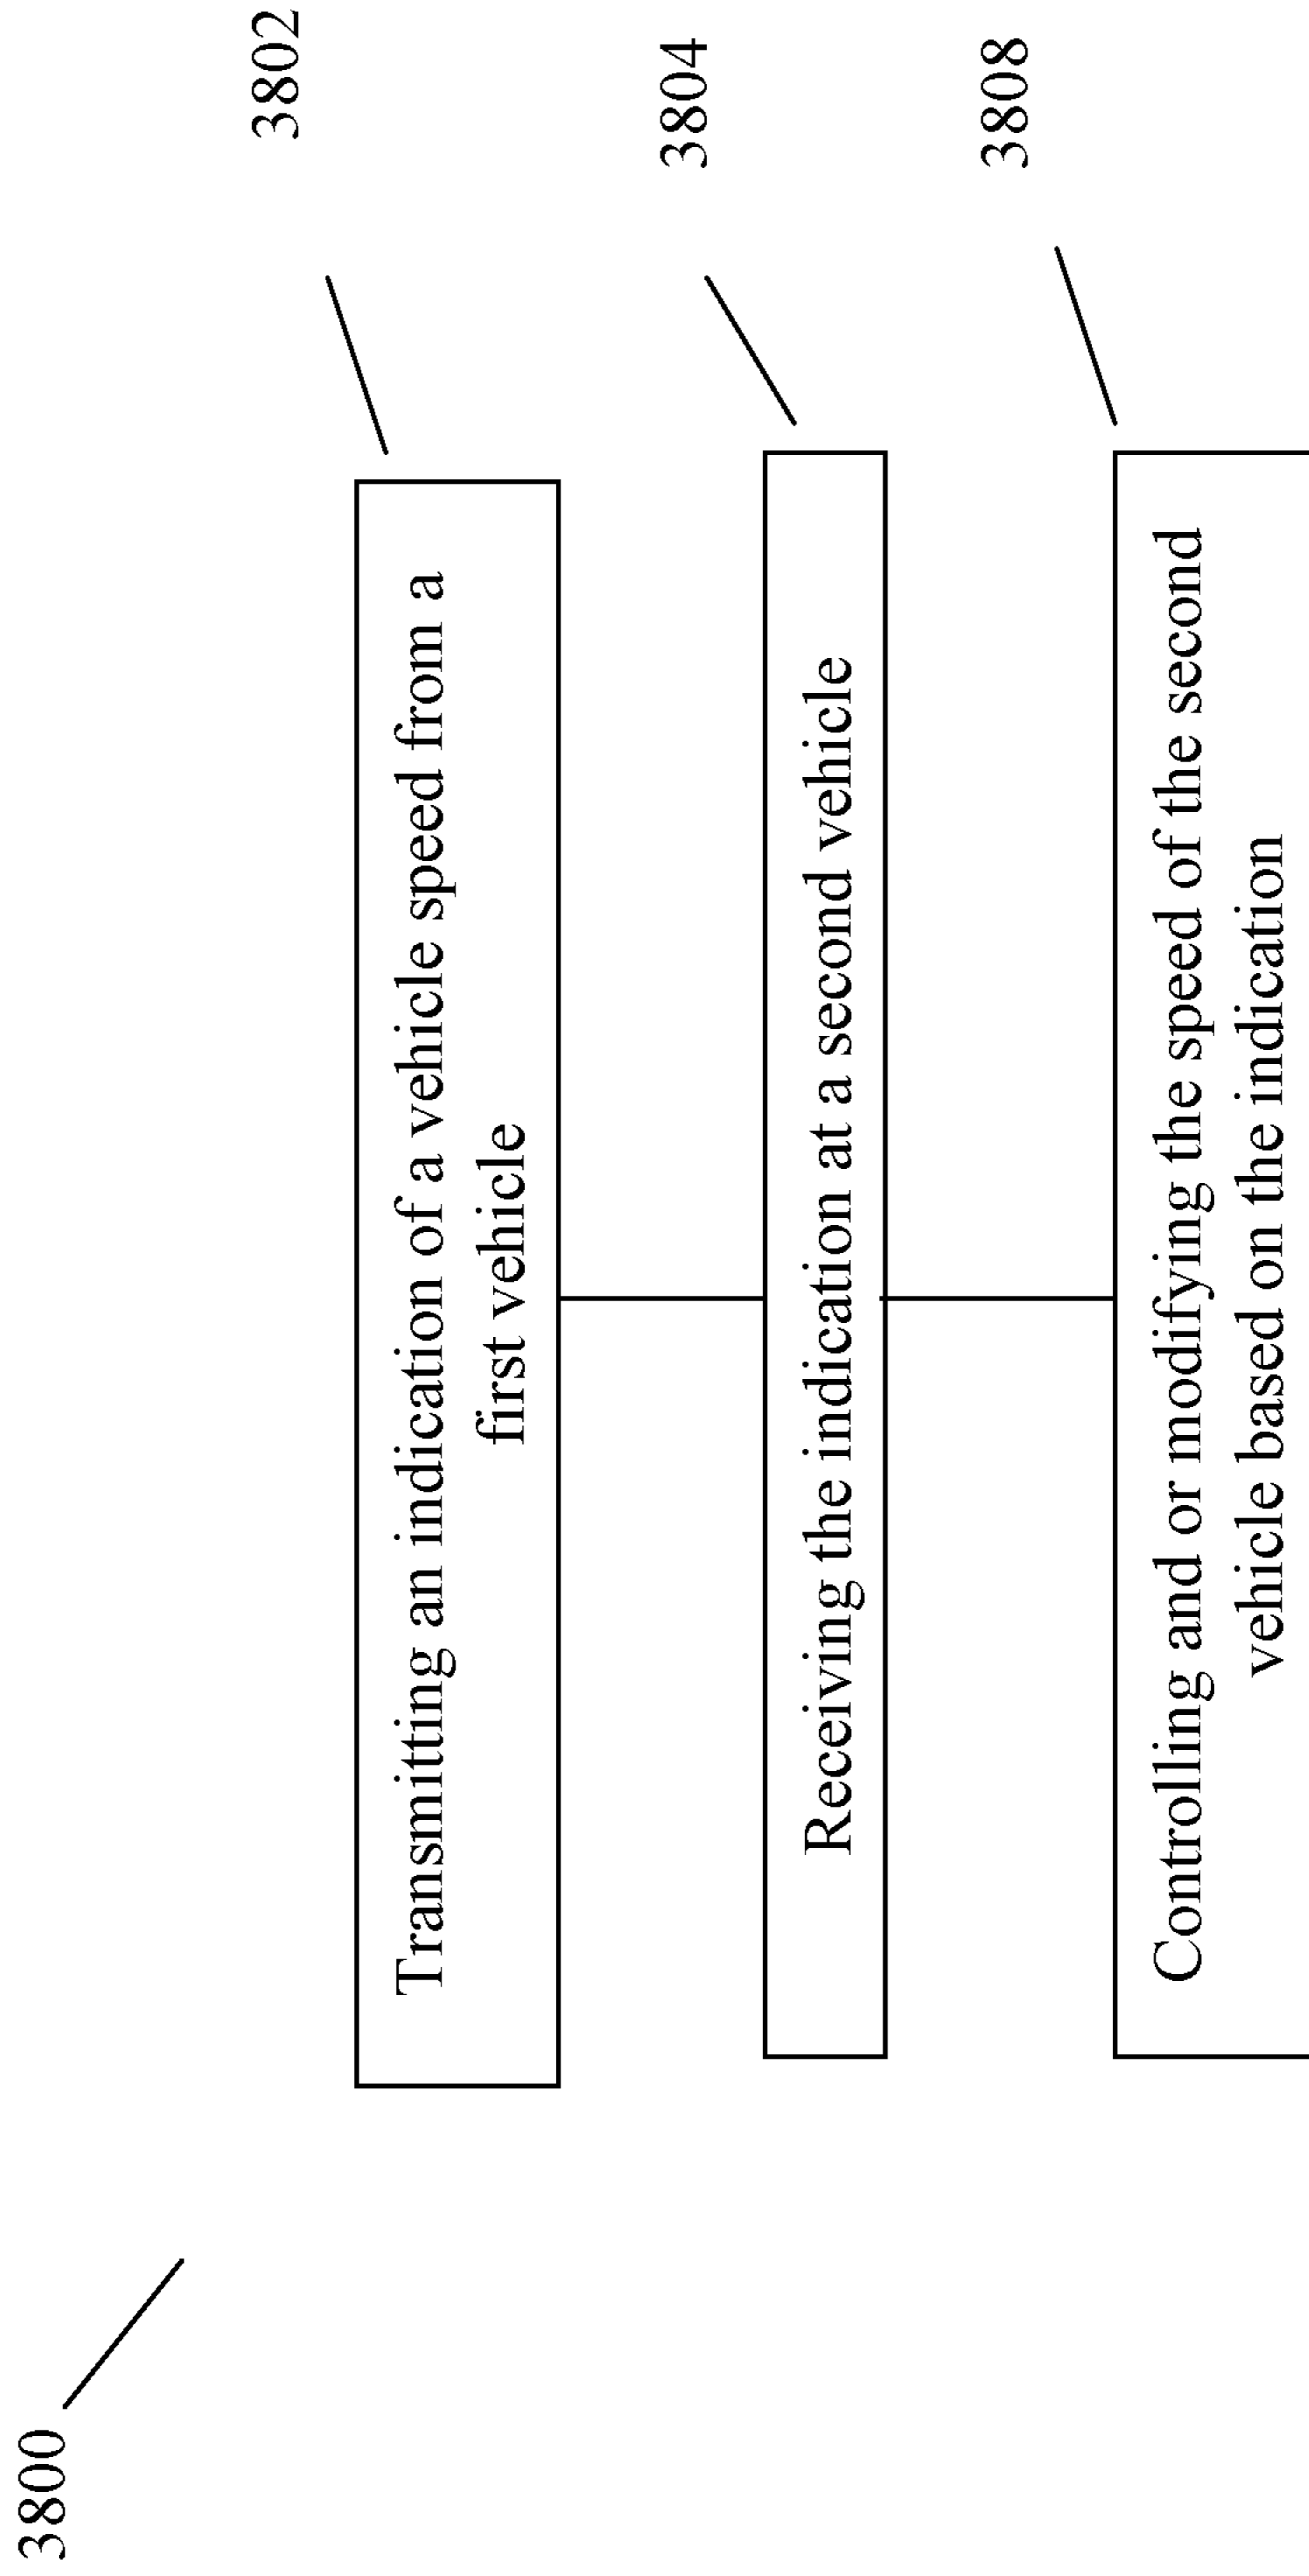 3800
3802
Transmitting an indication of a vehicle speed from a
first vehicle
3804
Receiving the indication at a second vehicle
3808
Controlling and or modifying the speed of the second
vehicle based on the indication